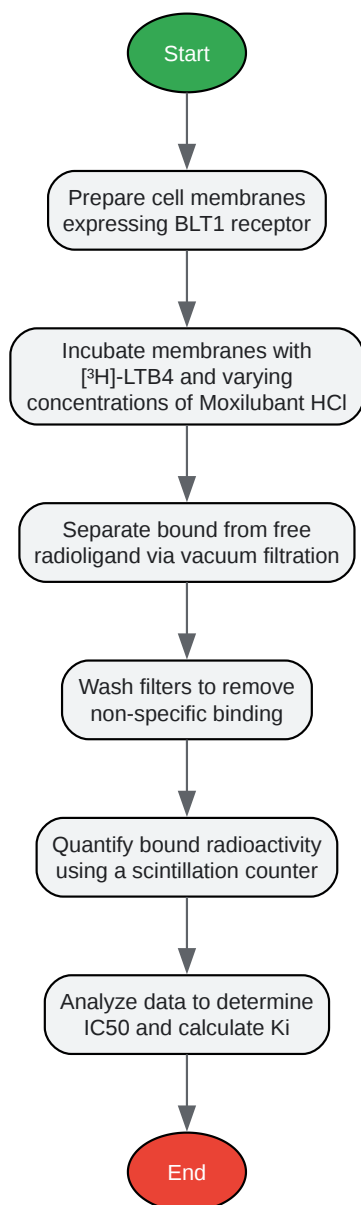 Start
Prepare cell membranes
expressing BLT1 receptor
Incubate membranes with
[³H]-LTB4 and varying
concentrations of Moxilubant HCl
Separate bound from free
radioligand via vacuum filtration
Wash filters to remove
non-specific binding
Quantify bound radioactivity
using a scintillation counter
Analyze data to determine
IC50 and calculate Ki
End